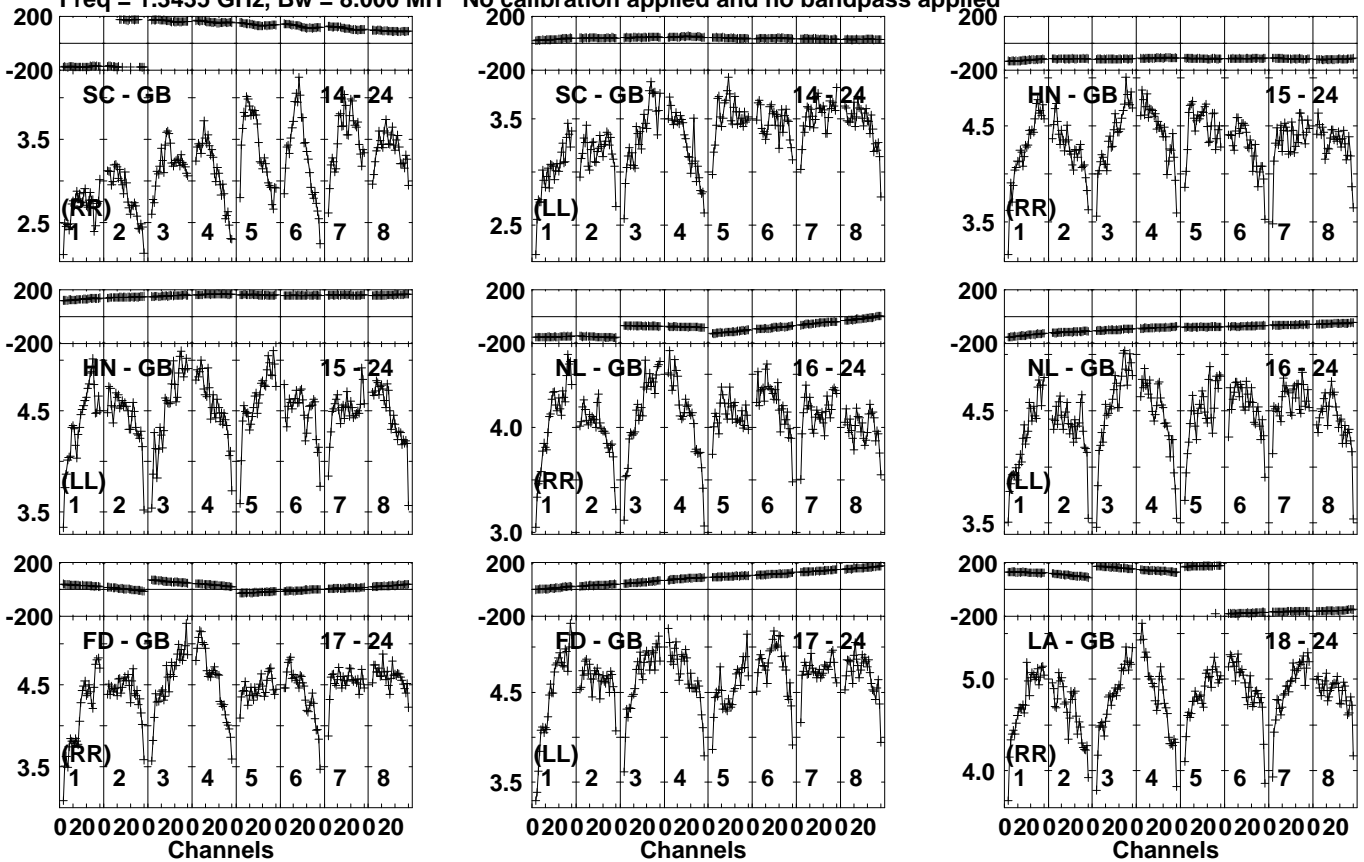 Freq = 1.3435 GHz, Bw = 8.000 MH No calibration applied and no bandpass applied
200
-200
SC - GB 14 - 24
3.5
2.5
(RR)
1 2 3 4 5 6 7 8
200
-200
SC - GB 14 - 24
3.5
2.5
(LL)
1 2 3 4 5 6 7 8
200
-200
HN - GB 15 - 24
4.5
3.5
(RR)
1 2 3 4 5 6 7 8
200
-200
HN - GB 15 - 24
4.5
3.5
(LL)
1 2 3 4 5 6 7 8
200
-200
NL - GB 16 - 24
4.0
3.0
(RR)
1 2 3 4 5 6 7 8
200
-200
NL - GB 16 - 24
4.5
3.5
(LL)
1 2 3 4 5 6 7 8
200
-200
FD - GB 17 - 24
4.5
3.5
(RR)
1 2 3 4 5 6 7 8
200
-200
FD - GB 17 - 24
4.5
3.5
(LL)
1 2 3 4 5 6 7 8
200
-200
LA - GB 18 - 24
5.0
4.0
(RR)
1 2 3 4 5 6 7 8
0 20 0 20 0 20 0 20 0 20 0 20 0 20 0 20
Channels
0 20 0 20 0 20 0 20 0 20 0 20 0 20 0 20
Channels
0 20 0 20 0 20 0 20 0 20 0 20 0 20 0 20
Channels